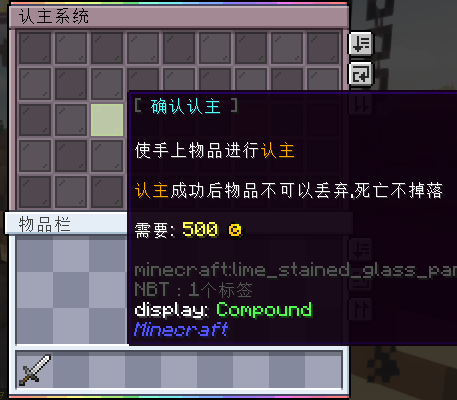 认主系统
[ 确认认主 ]
使手上物品进行认主
认主成功后物品不可以丢弃,死亡不掉落
物品栏
需要: 500
minecraft:lime_stained_glass_pan
NBT：1个标签
display: Compound
Minecraft